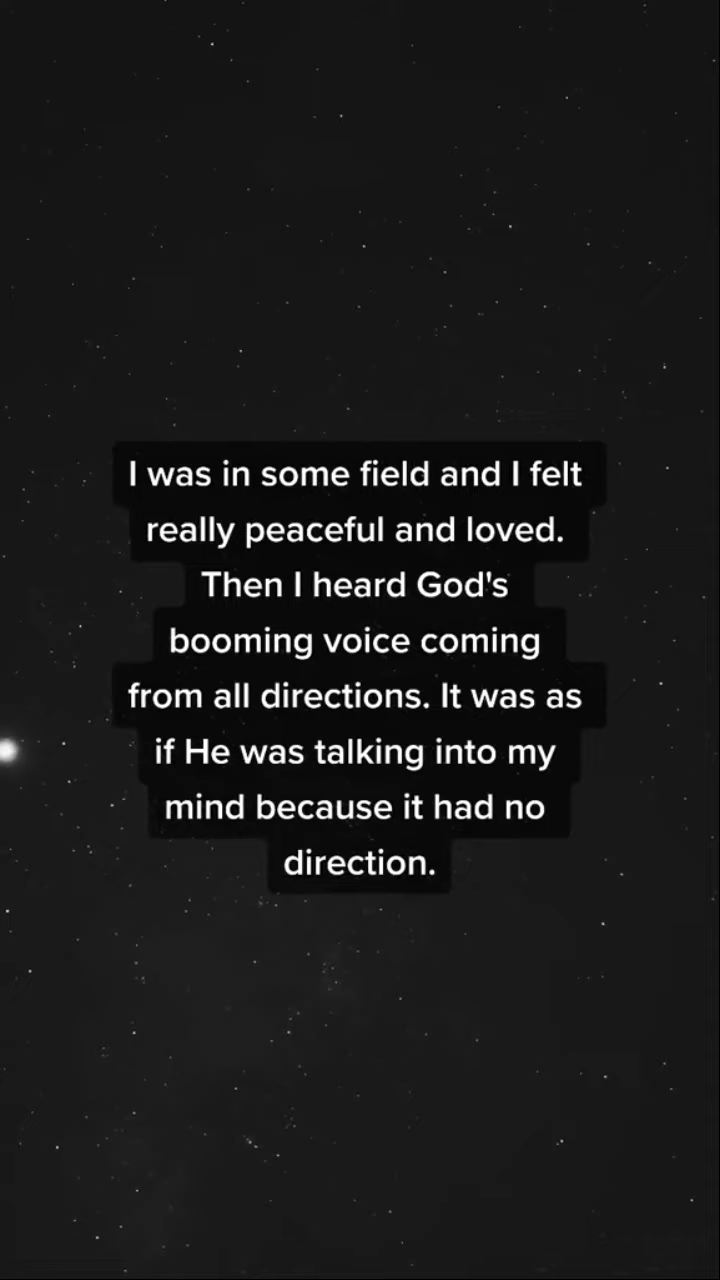 I was in some field and I felt
really peaceful and loved.
Then I heard God's
booming voice coming
from all directions. It was as
if He was talking into my
mind because it had no
direction.